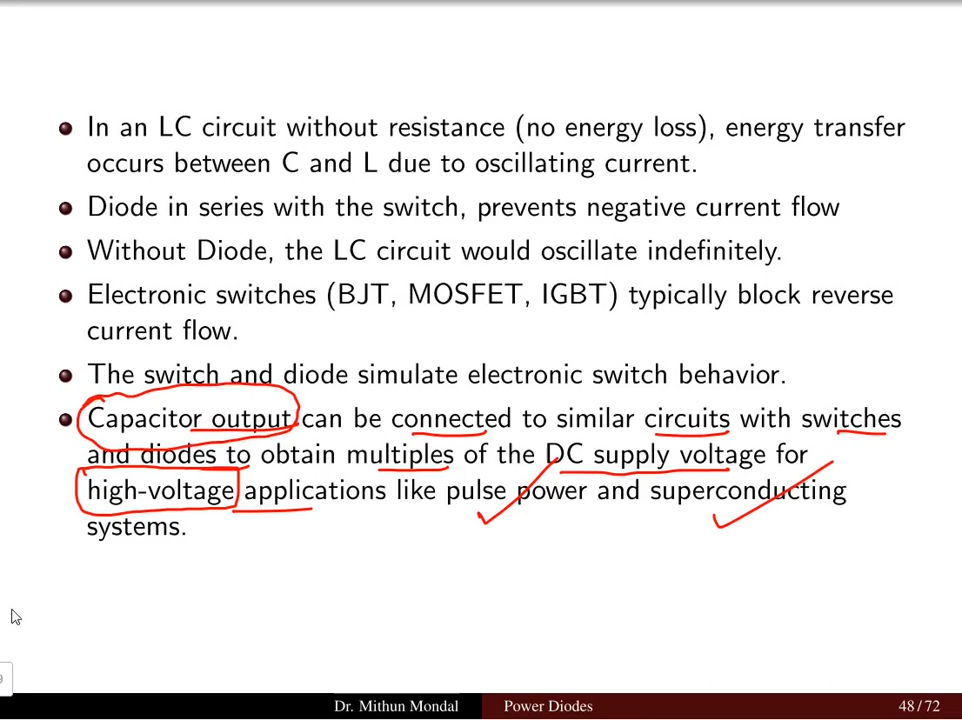 In an LC circuit without resistance (no energy loss), energy transfer
occurs between C and L due to oscillating current.
Diode in series with the switch, prevents negative current flow
Without Diode, the LC circuit would oscillate indefinitely.
Electronic switches (BJT, MOSFET, IGBT) typically block reverse
current flow.
The switch and diode simulate electronic switch behavior.
Capacitor output can be connected to similar circuits with switches
and diodes to obtain multiples of the DC supply voltage for
high-voltage applications like pulse power and superconducting
systems.
9
Dr. Mithun Mondal Power Diodes 48 / 72